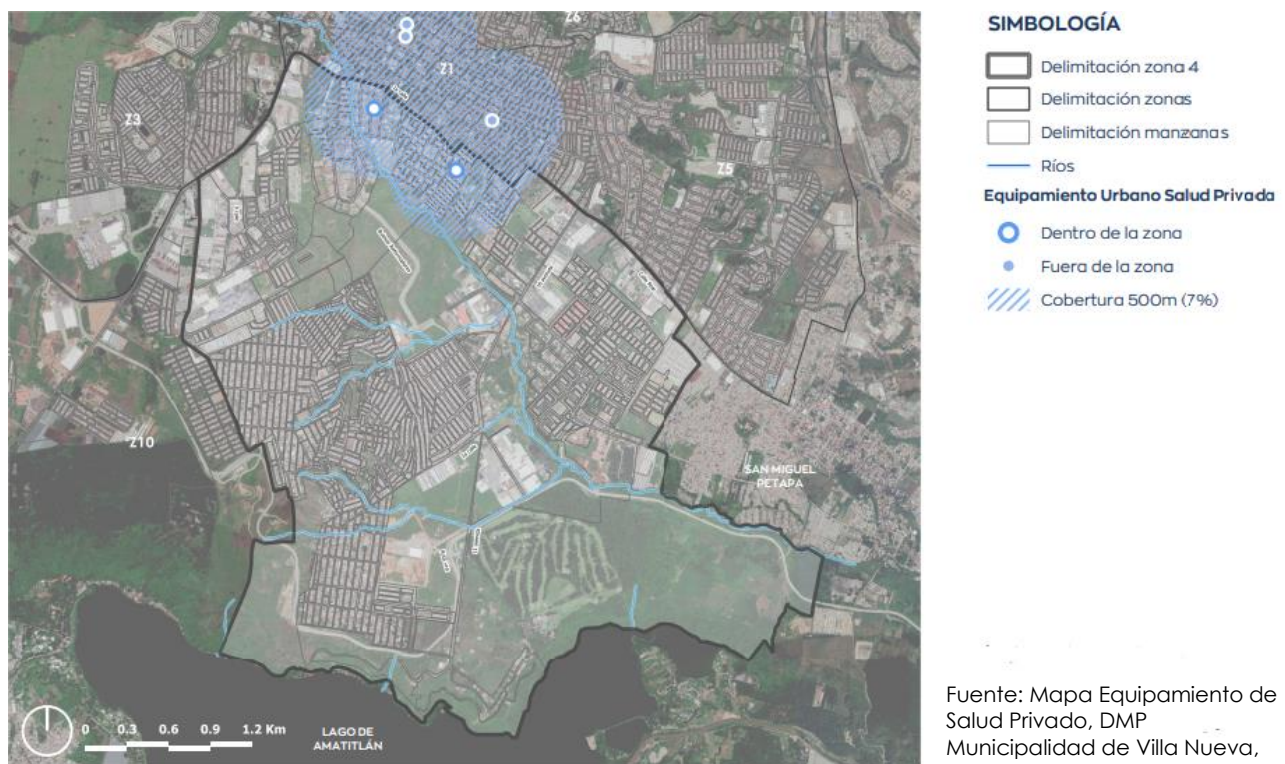 Z6
Z1
Z3
Z5
Z10
SAN MIGUEL
PETAPA
0 0.3 0.6 0.9 1.2 Km
LAGO DE
AMATITLÁN
SIMBOLOGÍA
Delimitación zona 4
Delimitación zonas
Delimitación manzanas
Ríos
Equipamiento Urbano Salud Privada
Dentro de la zona
Fuera de la zona
Cobertura 500m (7%)
Fuente: Mapa Equipamiento de
Salud Privado, DMP
Municipalidad de Villa Nueva,